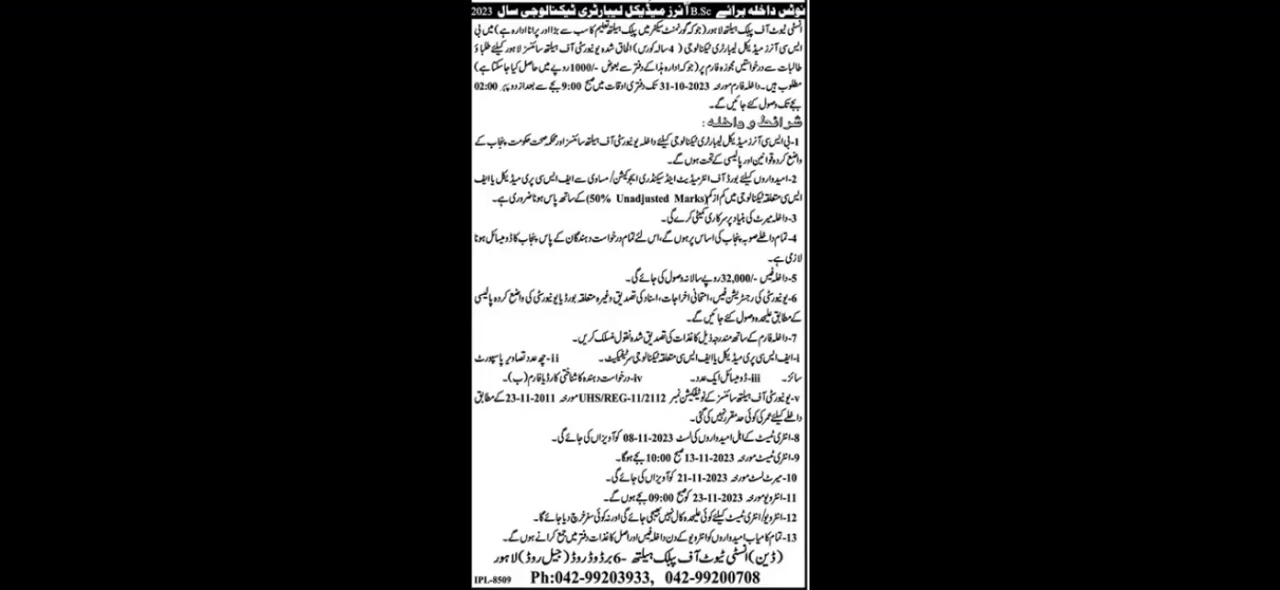 نوٹس داخلہ برائے B.Sc آنرز میڈیکل لیبارٹری ٹیکنالوجی سال 2023
انسٹی ٹیوٹ آف پبلک ہیلتھ لاہور (جو کہ گورنمنٹ سیکٹر میں پبلک ہیلتھ تعلیم کا سب سے بڑا اور پرانا ادارہ ہے) میں بی
ایس سی آنرز میڈیکل لیبارٹری ٹیکنالوجی (4 سالہ کورس) الحاق شدہ یونیورسٹی آف ہیلتھ سائنسز لاہور کیلئے طلباؤ
طالبات سے درخواستیں مجوزہ فارم پر (جو کہ ادارہ ہذا کے دفتر سے بعوض -/1000 روپے میں حاصل کیا جاسکتا ہے)
مطلوب ہیں۔ داخلہ فارم مورخہ 31-10-2023 تک دفتری اوقات میں صبح 9:00 بجے سے بعد از دوپہر 02:00
بجے تک وصول کئے جائیں گے۔
شرائط و داخلہ:
1- بی ایس سی آنرز میڈیکل لیبارٹری ٹیکنالوجی کیلئے داخلہ یونیورسٹی آف ہیلتھ سائنسز اور محکمہ صحت حکومت پنجاب کے
واضع کردہ قوانین اور پالیسی کے تحت ہوں گے۔
2- امیدواروں کیلئے بورڈ آف انٹرمیڈیٹ اینڈ سیکنڈری ایجوکیشن/مساوی سے ایف ایس سی پری میڈیکل یا ایف
ایس سی متعلقہ ٹیکنالوجی میں کم از کم (50% Unadjusted Marks) کے ساتھ پاس ہونا ضروری ہے۔
3- داخلہ میرٹ کی بنیاد پر سرکاری کمیٹی کرے گی۔
4- تمام داخلے صوبہ پنجاب کی اساس پر ہوں گے، اس لئے تمام درخواست دہندگان کے پاس پنجاب کا ڈومیسائل ہونا
لازمی ہے۔
5- داخلہ فیس -/32,000 روپے سالانہ وصول کی جائے گی۔
6- یونیورسٹی کی رجسٹریشن فیس، امتحانی اخراجات، اسناد کی تصدیق وغیرہ متعلقہ بورڈ یا یونیورسٹی کی واضع کردہ پالیسی
کے مطابق علیحدہ وصول کئے جائیں گے۔
7- داخلہ فارم کے ساتھ مندرجہ ذیل کاغذات کی تصدیق شدہ نقول منسلک کریں۔
i- ایف ایس سی پری میڈیکل یا ایف ایس سی متعلقہ ٹیکنالوجی سرٹیفکیٹ۔ ii- چھ عدد تصاویر پاسپورٹ
سائز۔ iii- ڈومیسائل ایک عدد۔ iv- درخواست دہندہ کا شناختی کارڈ یا فارم (ب)۔
v- یونیورسٹی آف ہیلتھ سائنسز کے نوٹیفکیشن نمبر UHS/REG-11/2112 مورخہ 23-11-2011 کے مطابق
داخلے کیلئے عمر کی کوئی حد مقرر نہیں کی گئی۔
8- انٹری ٹیسٹ کے اہل امیدواروں کی لسٹ 08-11-2023 کو آویزاں کی جائے گی۔
9- انٹری ٹیسٹ مورخہ 13-11-2023 صبح 10:00 بجے ہوگا۔
10- میرٹ لسٹ مورخہ 21-11-2023 کو آویزاں کی جائے گی۔
11- انٹرویو مورخہ 23-11-2023 کو صبح 09:00 بجے ہوں گے۔
12- انٹرویو/انٹری ٹیسٹ کیلئے کوئی علیحدہ کال نہیں بھیجی جائے گی اور نہ کوئی سفر خرچ دیا جائے گا۔
13- تمام کامیاب امیدواروں کو انٹرویو کے دن داخلہ فیس اور اصل کاغذات دفتر میں جمع کرانے ہوں گے۔
(ڈین) انسٹی ٹیوٹ آف پبلک ہیلتھ -6 برڈوڈ روڈ (جیل روڈ) لاہور
IPL-8509 Ph:042-99203933, 042-99200708